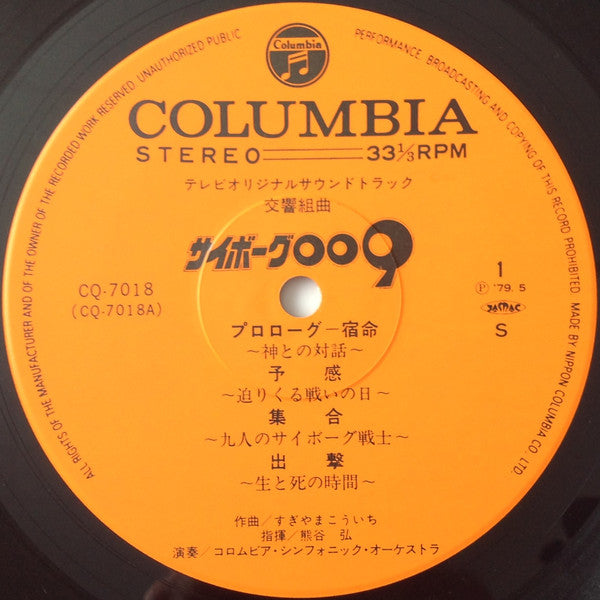 ALL RIGHTS OF THE MANUFACTURER AND OF THE OWNER OF THE RECORDED WORK RESERVED. UNAUTHORIZED PUBLIC PERFORMANCE, BROADCASTING AND COPYING OF THIS RECORD PROHIBITED. MADE BY NIPPON COLUMBIA CO. LTD.
Columbia
COLUMBIA
STEREO 33 1/3 RPM
テレビオリジナルサウンドトラック
交響組曲
サイボーグ009
CQ-7018
(CQ-7018A)
1
Ⓟ '79.5
JASRAC
S
プロローグ－宿命
～神との対話～
予感
～迫りくる戦いの日～
集合
～九人のサイボーグ戦士～
出撃
～生と死の時間～
作曲／すぎやまこういち
指揮／熊谷 弘
演奏／コロムビア・シンフォニック・オーケストラ